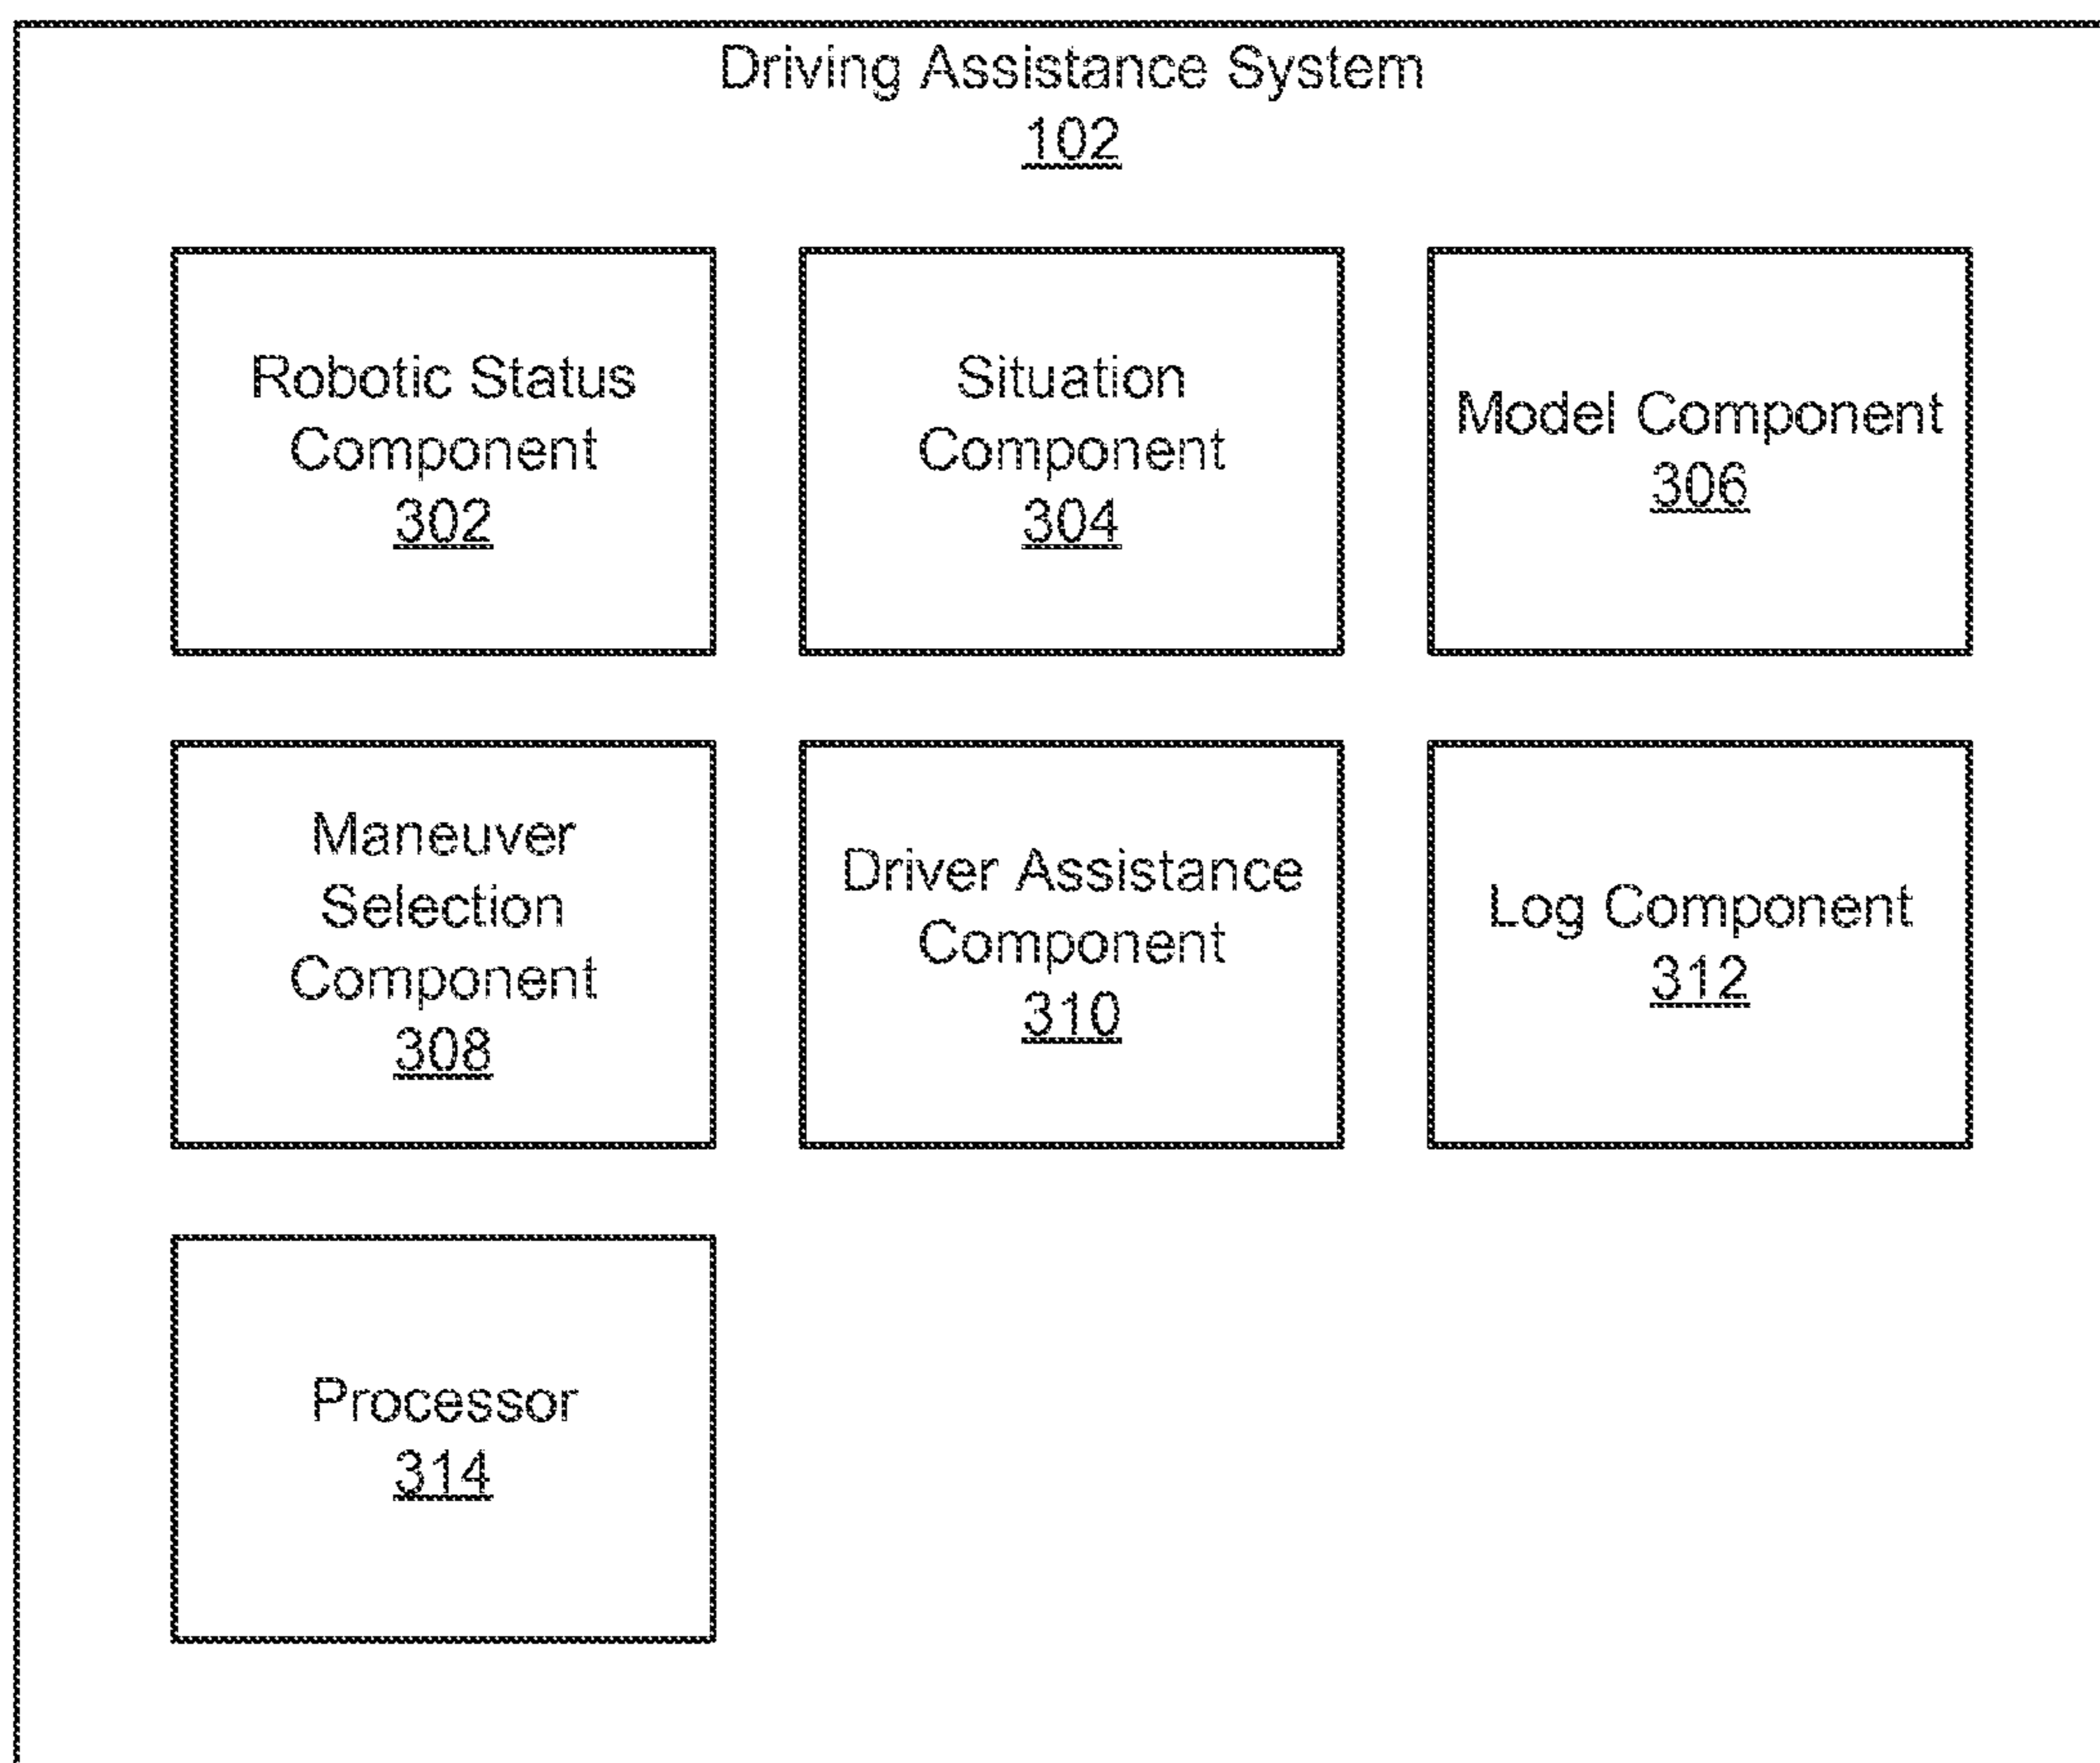 Driving Assistance System
102
Robotic Status
Component
302
Situation
Component
304
Model Component
306
Maneuver
Selection
Component
308
Driver Assistance
Component
310
Log Component
312
Processor
314